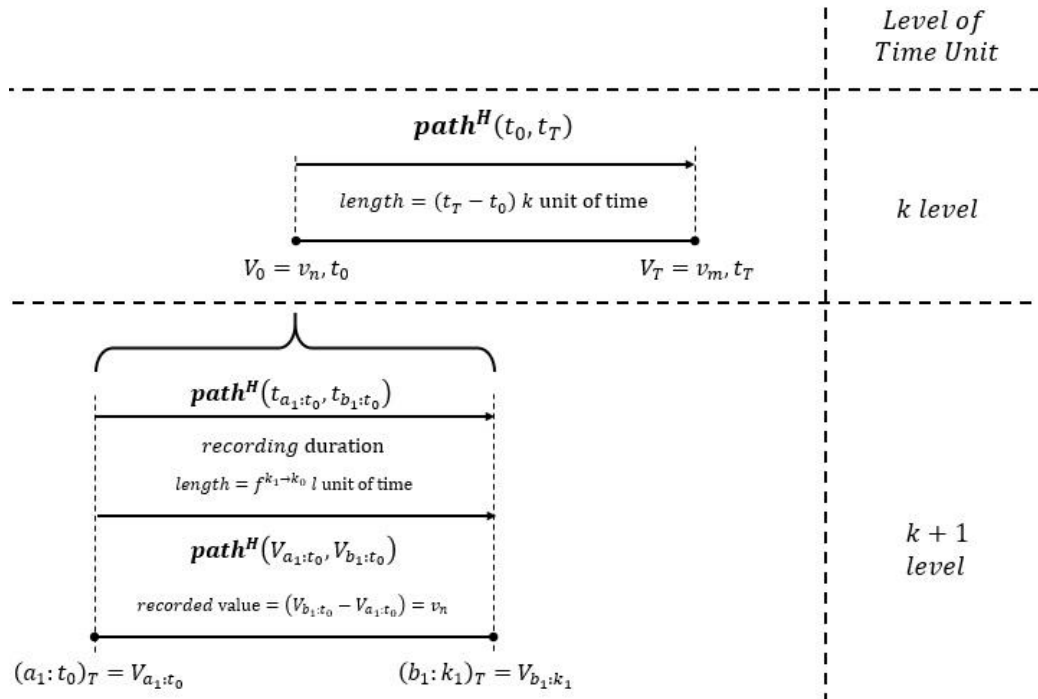 Level of
Time Unit
path^H(t_0, t_T)
length = (t_T − t_0) k unit of time
k level
V_0 = v_n, t_0
V_T = v_m, t_T
path^H(t_{a_1:t_0}, t_{b_1:t_0})
recording duration
length = f^{k_1→k_0} l unit of time
path^H(V_{a_1:t_0}, V_{b_1:t_0})
k + 1
level
recorded value = (V_{b_1:t_0} − V_{a_1:t_0}) = v_n
(a_1: t_0)_T = V_{a_1:t_0}
(b_1: k_1)_T = V_{b_1:k_1}